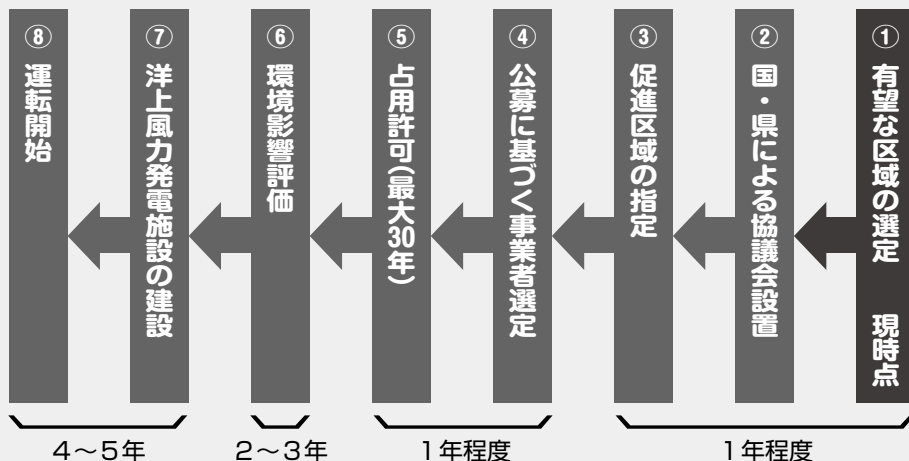 ① 有望な区域の選定 現時点
② 国・県による協議会設置
③ 促進区域の指定
④ 公募に基づく事業者選定
⑤ 占用許可(最大30年)
⑥ 環境影響評価
⑦ 洋上風力発電施設の建設
⑧ 運転開始
1年程度
1年程度
2～3年
4～5年